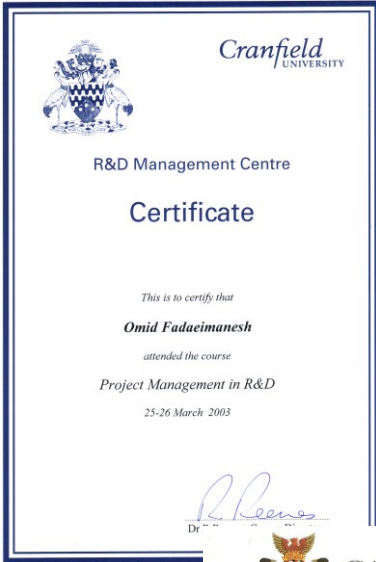 Cranfield
UNIVERSITY
R&D Management Centre
Certificate
This is to certify that
Omid Fadaeimanesh
attended the course
Project Management in R&D
25-26 March 2003
R. Reeves
Dr